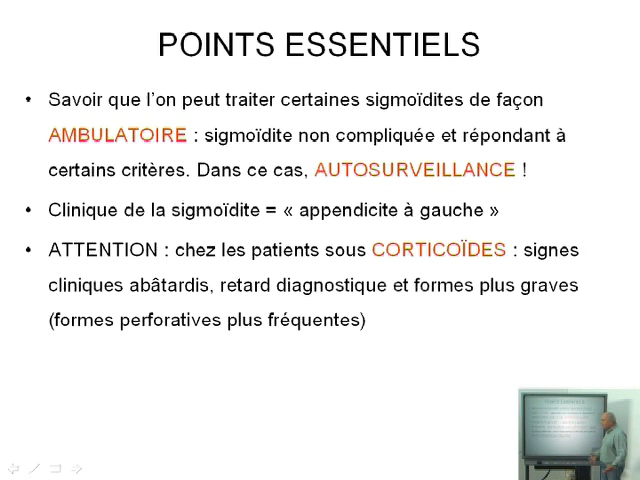 POINTS ESSENTIELS
• Savoir que l'on peut traiter certaines sigmoïdites de façon
AMBULATOIRE : sigmoïdite non compliquée et répondant à
certains critères. Dans ce cas, AUTOSURVEILLANCE !
• Clinique de la sigmoïdite = « appendicite à gauche »
• ATTENTION : chez les patients sous CORTICOÏDES : signes
cliniques abâtardis, retard diagnostique et formes plus graves
(formes perforatives plus fréquentes)